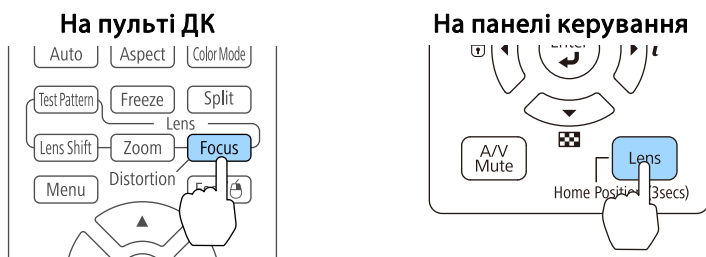 На пульті ДК
Auto Aspect Color Mode
Test Pattern Freeze Split
Lens
Lens Shift Zoom Focus
Distortion
Menu
На панелі керування
Enter
A/V
Mute
Lens
Home Position (3secs)